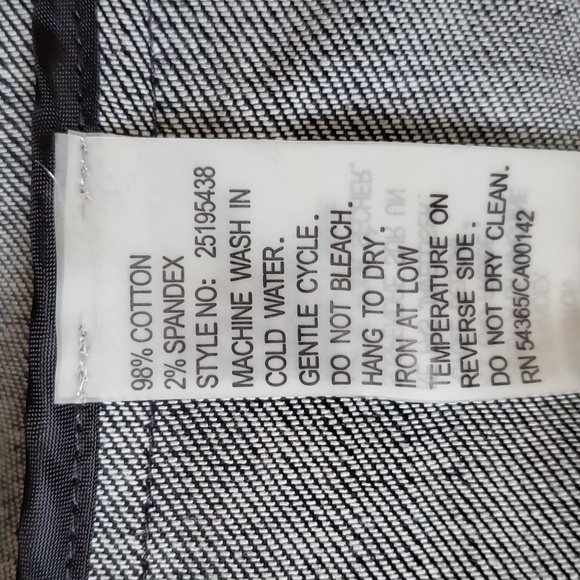 98% COTTON
2% SPANDEX
STYLE NO: 25195438
MACHINE WASH IN
COLD WATER.
GENTLE CYCLE.
DO NOT BLEACH.
HANG TO DRY.
IRON AT LOW
TEMPERATURE ON
REVERSE SIDE.
DO NOT DRY CLEAN.
RN 54365/CA00142